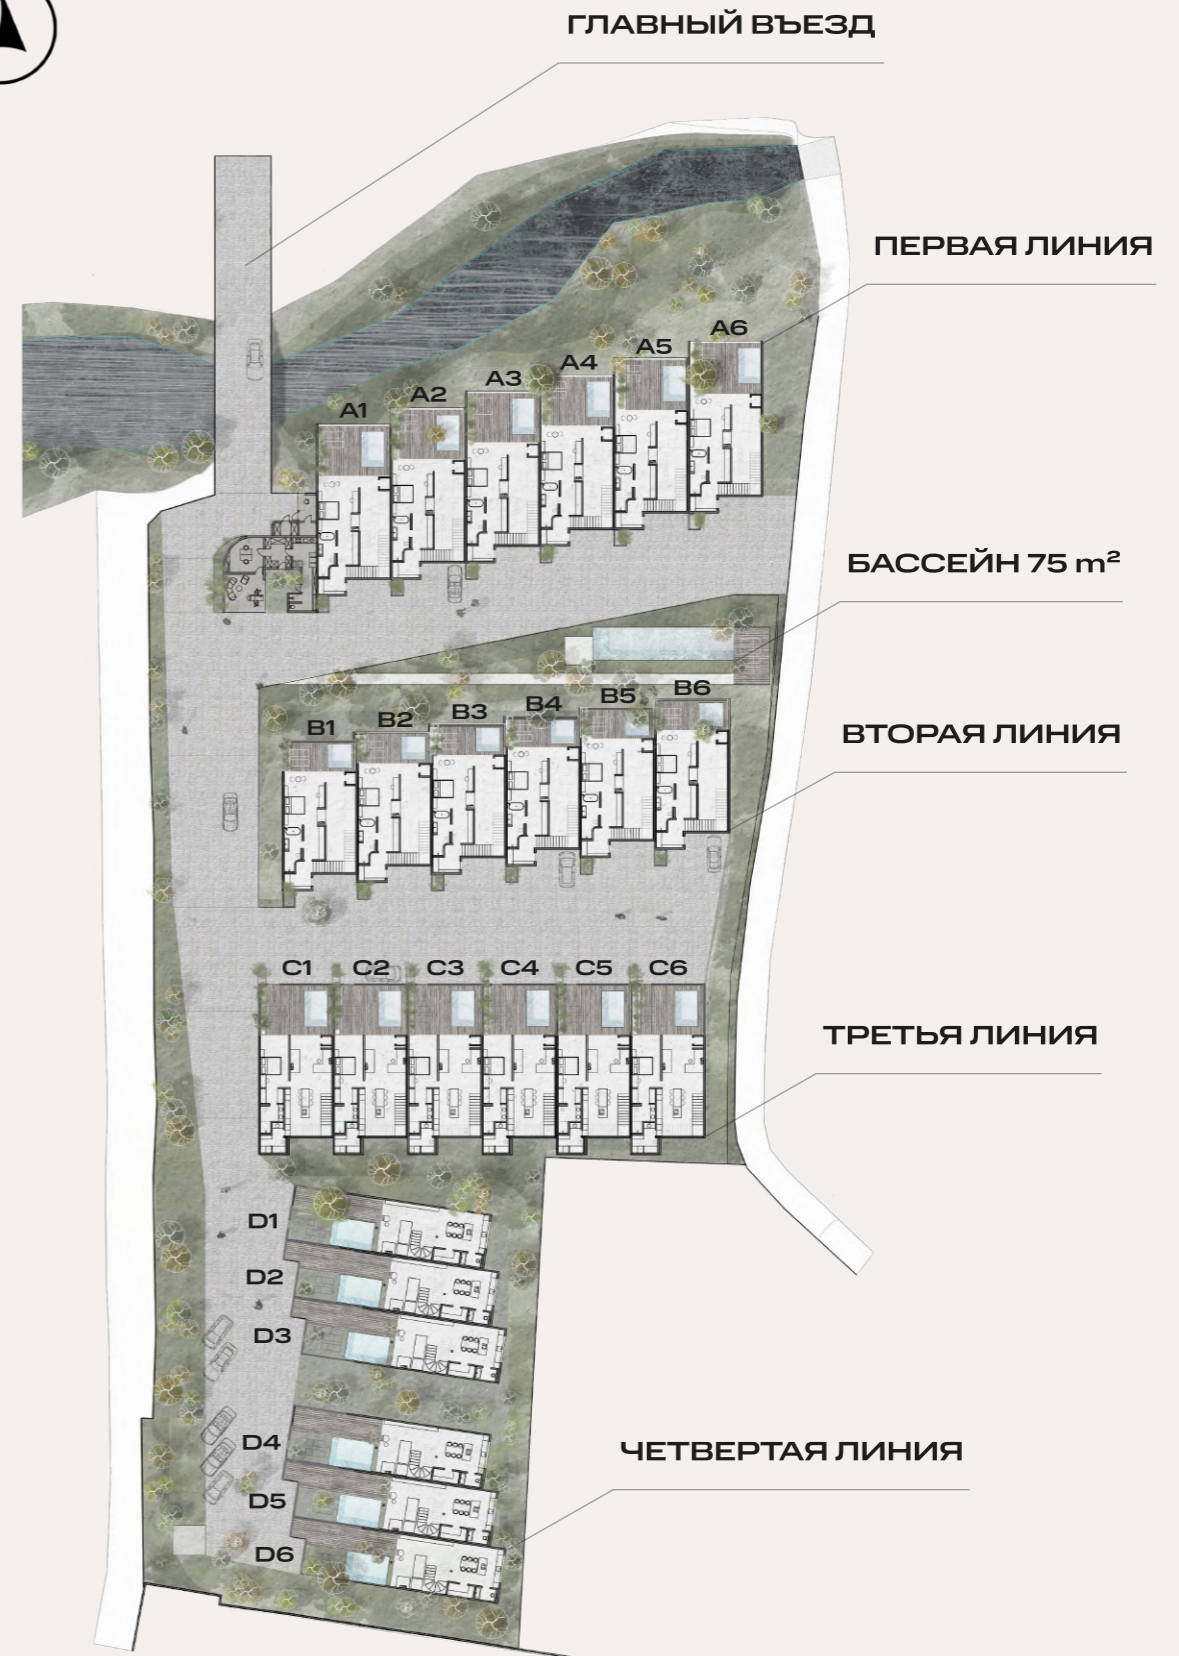 ГЛАВНЫЙ ВЪЕЗД
ПЕРВАЯ ЛИНИЯ
A6
A5
A4
A3
A2
A1
БАССЕЙН 75 m²
B6
B5
B4
B3
B2
B1
ВТОРАЯ ЛИНИЯ
C1 C2 C3 C4 C5 C6
ТРЕТЬЯ ЛИНИЯ
D1
D2
D3
D4
ЧЕТВЕРТАЯ ЛИНИЯ
D5
D6